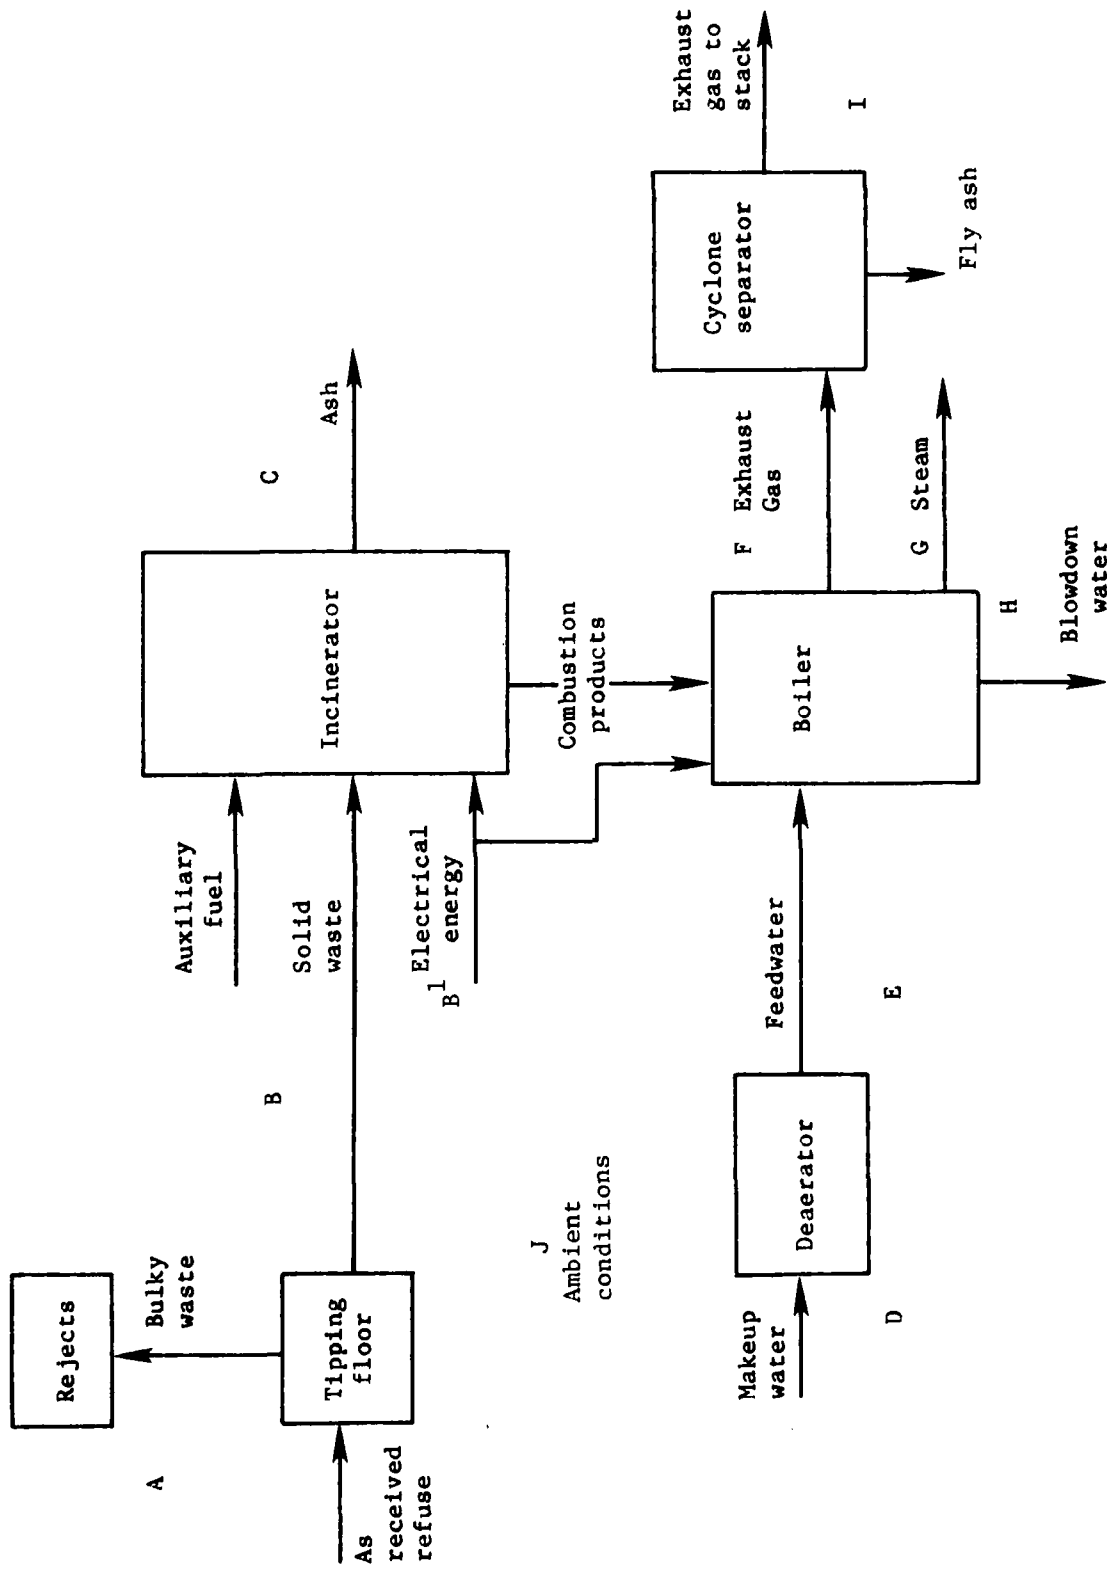 A
Rejects
Bulky
waste
As
received
refuse
Tipping
floor
B
Auxiliary
fuel
Solid
waste
B1 Electrical
energy
Incinerator
C
Ash
Combustion
products
J
Ambient
conditions
Makeup
water
D
Deaerator
Feedwater
E
Boiler
F Exhaust
Gas
G Steam
H
Blowdown
water
Cyclone
separator
Exhaust
gas to
stack
I
Fly ash